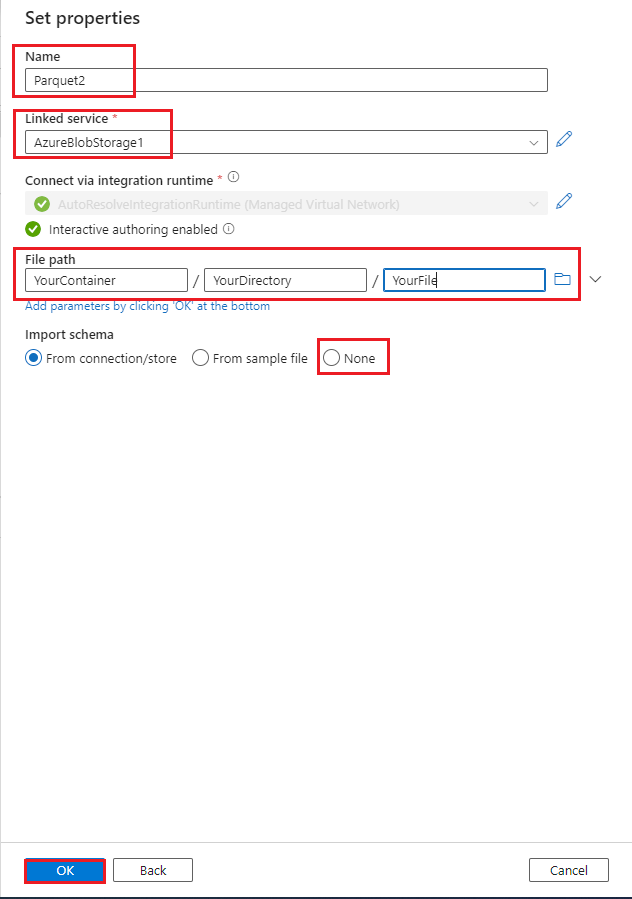 Set properties
Name
Parquet2
Linked service *
AzureBlobStorage1
Connect via integration runtime *
AutoResolveIntegrationRuntime (Managed Virtual Network)
Interactive authoring enabled
File path
YourContainer / YourDirectory / YourFile
Add parameters by clicking 'OK' at the bottom
Import schema
From connection/store From sample file None
OK Back Cancel